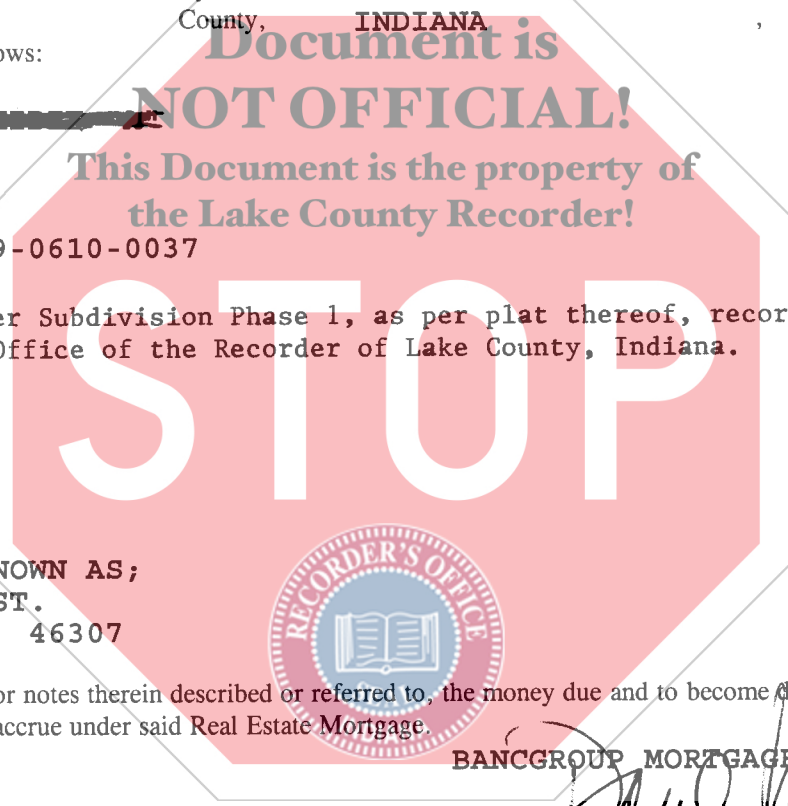 County, INDIANA ,
ows:
Document is
NOT OFFICIAL!
This Document is the property of
the Lake County Recorder!
9-0610-0037
er Subdivision Phase 1, as per plat thereof, recor
Office of the Recorder of Lake County, Indiana.
STOP
NOWN AS;
ST.
46307
RECORDER'S OFFICE
SEAL
INDIANA
or notes therein described or referred to, the money due and to become d
accrue under said Real Estate Mortgage.
BANCGROUP MORTGAGE